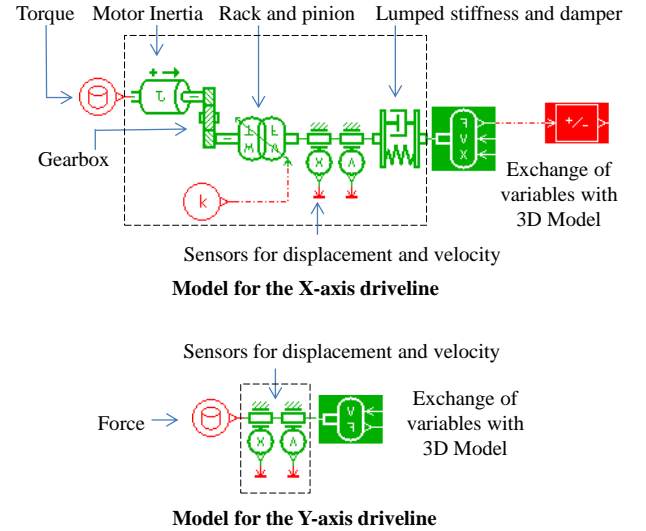 Torque
Motor Inertia
Rack and pinion
Lumped stiffness and damper
Gearbox
k
+/-
Exchange of
variables with
3D Model
Sensors for displacement and velocity
Model for the X-axis driveline
Sensors for displacement and velocity
Force
Exchange of
variables with
3D Model
Model for the Y-axis driveline